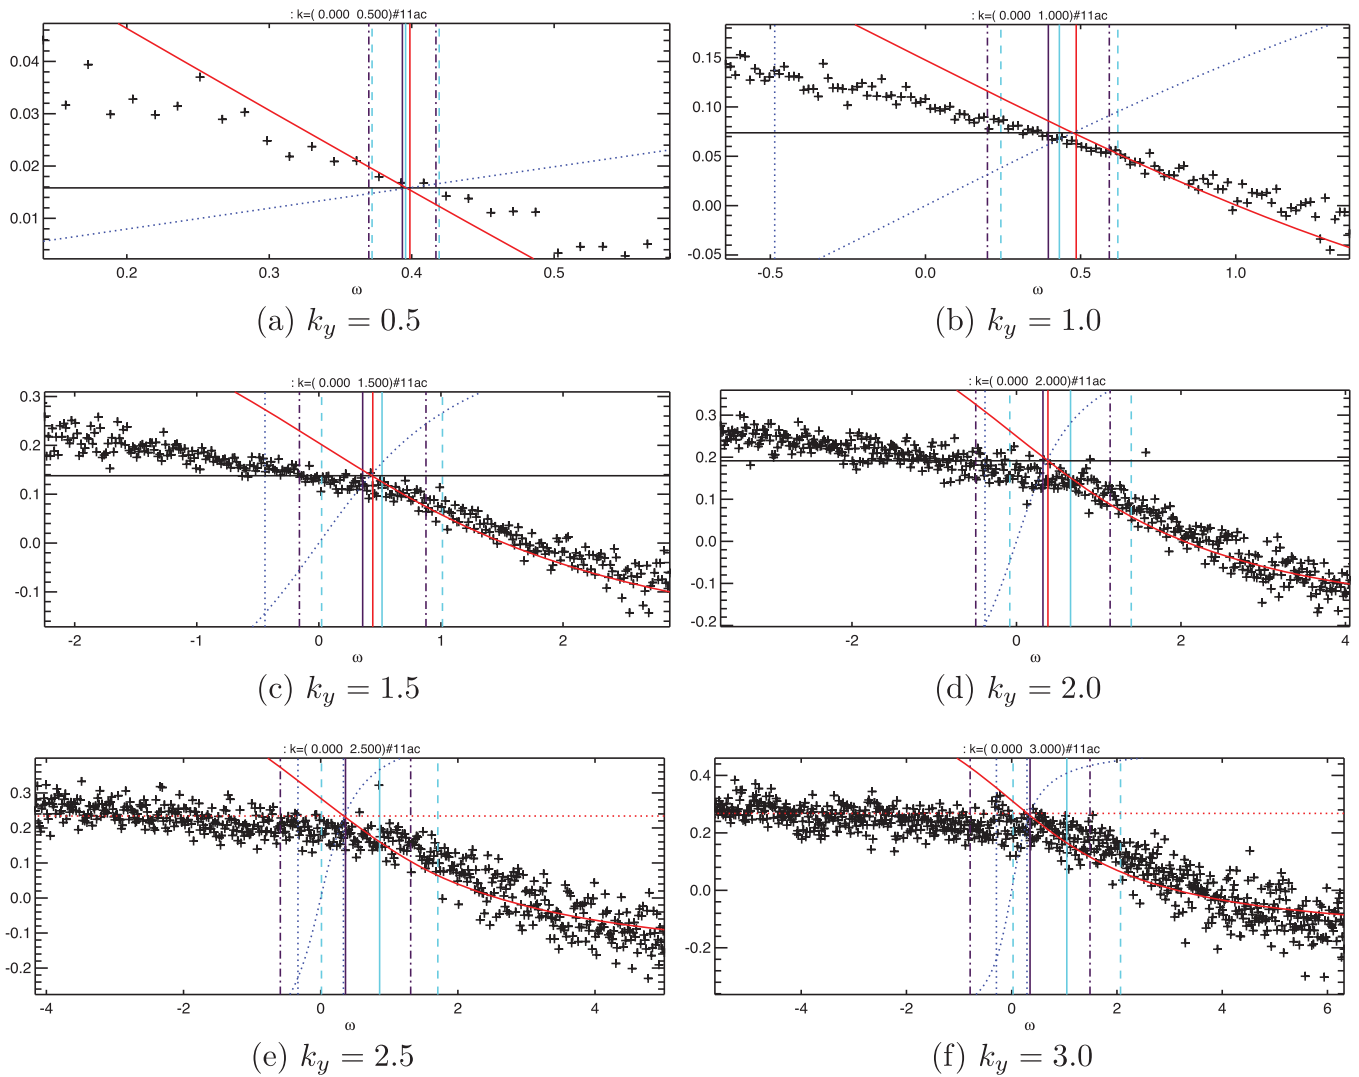 : k=( 0.000 0.500)#11ac
0.04
0.03
0.02
0.01
0.2 0.3 0.4 0.5
ω
(a) ky = 0.5
: k=( 0.000 1.000)#11ac
0.15
0.10
0.05
0.00
-0.05
-0.5 0.0 0.5 1.0
ω
(b) ky = 1.0
: k=( 0.000 1.500)#11ac
0.3
0.2
0.1
0.0
-0.1
-2 -1 0 1 2
ω
(c) ky = 1.5
: k=( 0.000 2.000)#11ac
0.3
0.2
0.1
0.0
-0.1
-0.2
-2 0 2 4
ω
(d) ky = 2.0
: k=( 0.000 2.500)#11ac
0.3
0.2
0.1
0.0
-0.1
-0.2
-4 -2 0 2 4
ω
(e) ky = 2.5
: k=( 0.000 3.000)#11ac
0.4
0.2
0.0
-0.2
-4 -2 0 2 4 6
ω
(f) ky = 3.0